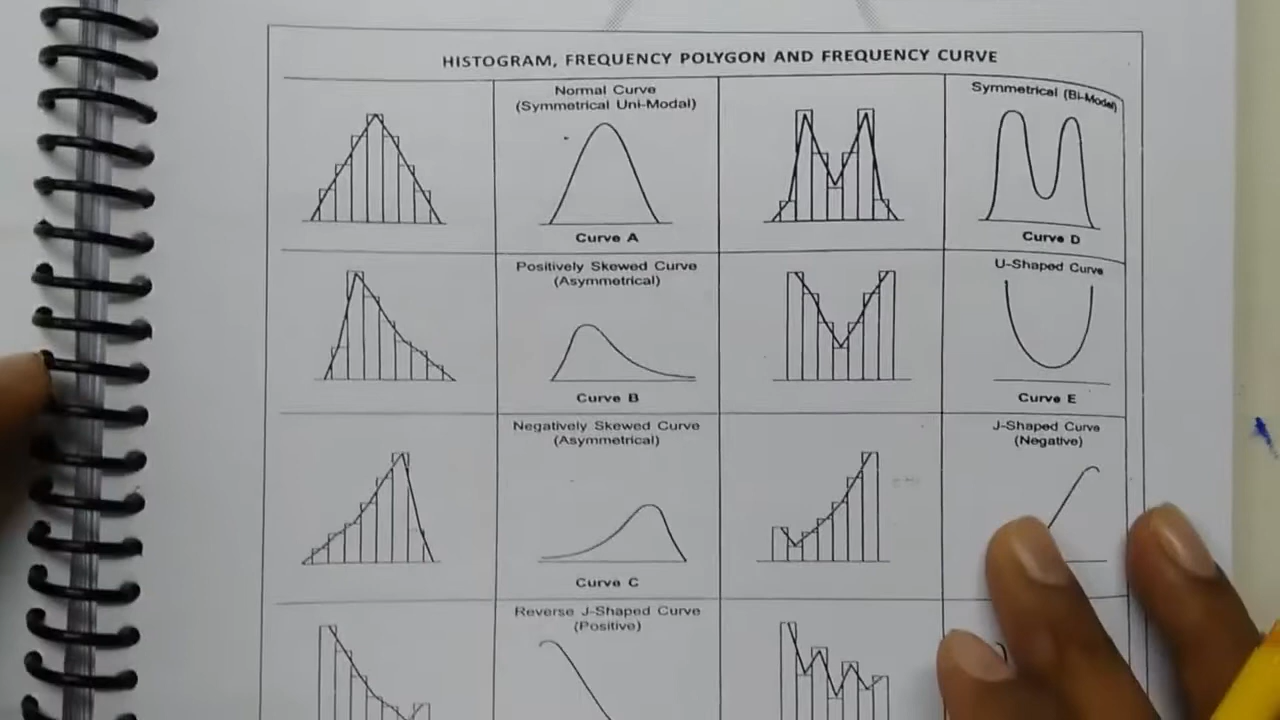 HISTOGRAM, FREQUENCY POLYGON AND FREQUENCY CURVE
Normal Curve
(Symmetrical Uni-Modal)
Curve A
Symmetrical (Bi-Modal)
Curve D
Positively Skewed Curve
(Asymmetrical)
Curve B
U-Shaped Curve
Curve E
Negatively Skewed Curve
(Asymmetrical)
Curve C
J-Shaped Curve
(Negative)
Reverse J-Shaped Curve
(Positive)